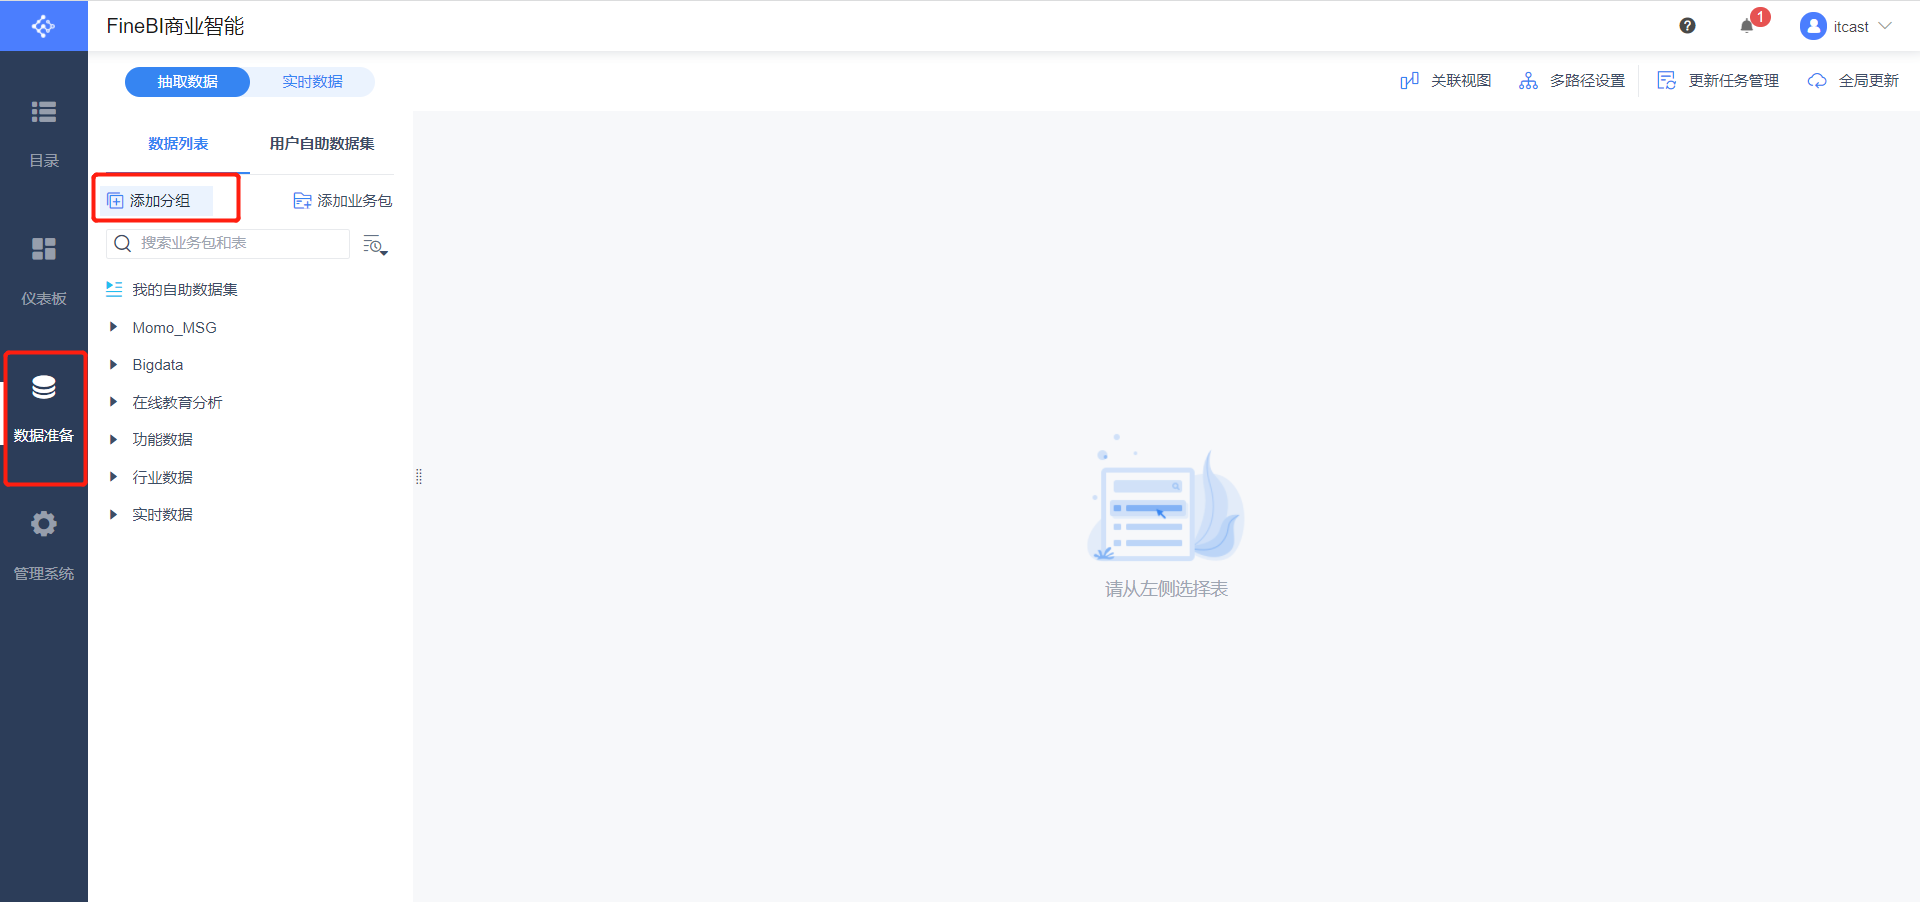 FineBI商业智能
1
itcast
抽取数据
实时数据
关联视图
多路径设置
更新任务管理
全局更新
目录
仪表板
数据准备
管理系统
数据列表
用户自助数据集
添加分组
添加业务包
搜索业务包和表
我的自助数据集
Momo_MSG
Bigdata
在线教育分析
功能数据
行业数据
实时数据
请从左侧选择表